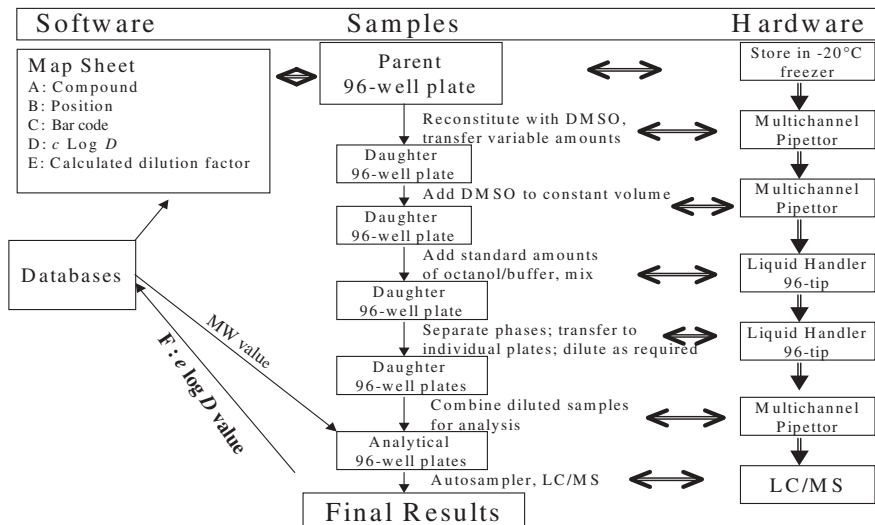 Software
Samples
Hardware
Map Sheet
A: Compound
B: Position
C: Bar code
D: c Log D
E: Calculated dilution factor
Databases
MW value
F: e log D value
Parent
96-well plate
Reconstitute with DMSO,
transfer variable amounts
Daughter
96-well plate
Add DMSO to constant volume
Daughter
96-well plate
Add standard amounts
of octanol/buffer, mix
Daughter
96-well plate
Separate phases; transfer to
individual plates; dilute as required
Daughter
96-well plates
Combine diluted samples
for analysis
Analytical
96-well plates
Autosampler, LC/MS
Final Results
Store in -20°C
freezer
Multichannel
Pipettor
Multichannel
Pipettor
Liquid Handler
96-tip
Liquid Handler
96-tip
Multichannel
Pipettor
LC/MS